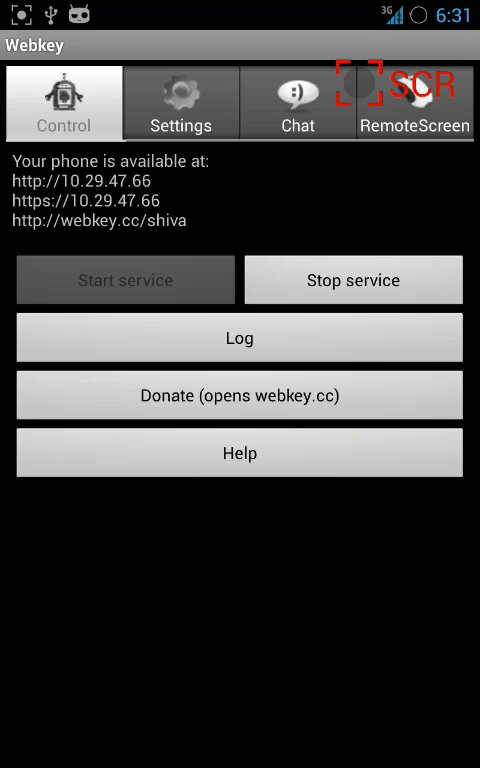 3G 6:31
Webkey
SCR
Control Settings Chat RemoteScreen
Your phone is available at:
http://10.29.47.66
https://10.29.47.66
http://webkey.cc/shiva
Start service Stop service
Log
Donate (opens webkey.cc)
Help